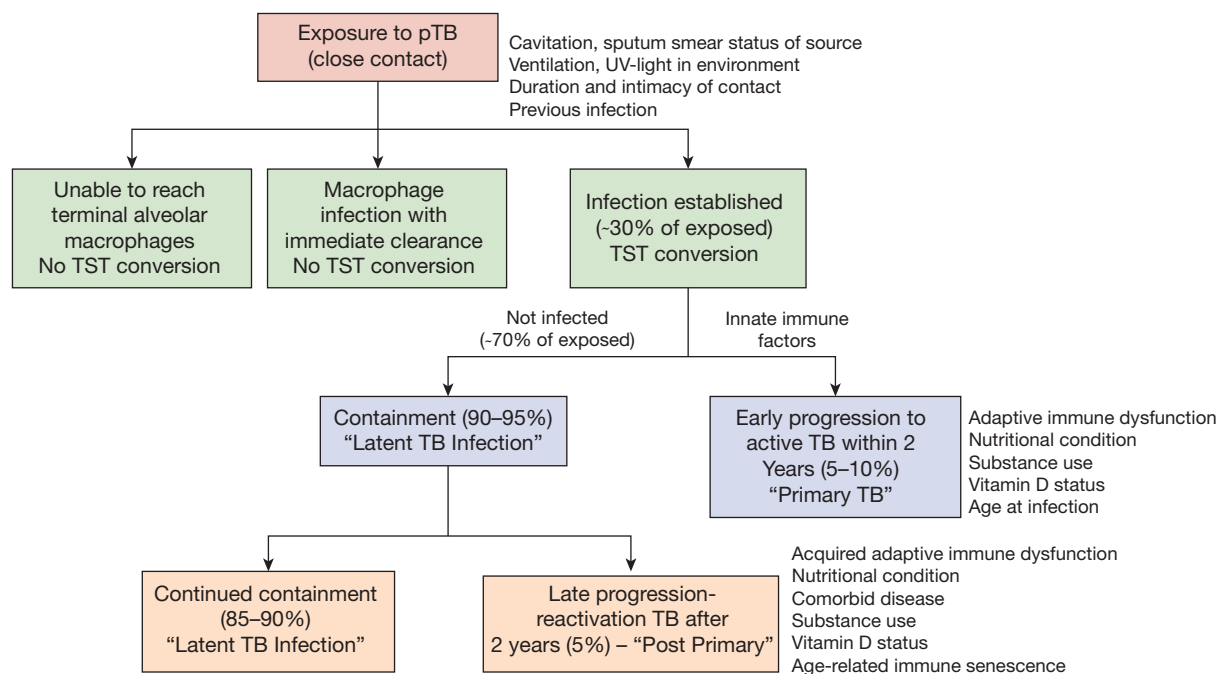 Exposure to pTB
(close contact)
Cavitation, sputum smear status of source
Ventilation, UV-light in environment
Duration and intimacy of contact
Previous infection
Unable to reach
terminal alveolar
macrophages
No TST conversion
Macrophage
infection with
immediate clearance
No TST conversion
Infection established
(~30% of exposed)
TST conversion
Not infected
(~70% of exposed)
Innate immune
factors
Containment (90–95%)
“Latent TB Infection”
Early progression to
active TB within 2
Years (5–10%)
“Primary TB”
Adaptive immune dysfunction
Nutritional condition
Substance use
Vitamin D status
Age at infection
Continued containment
(85–90%)
“Latent TB Infection”
Late progression-
reactivation TB after
2 years (5%) – “Post Primary”
Acquired adaptive immune dysfunction
Nutritional condition
Comorbid disease
Substance use
Vitamin D status
Age-related immune senescence